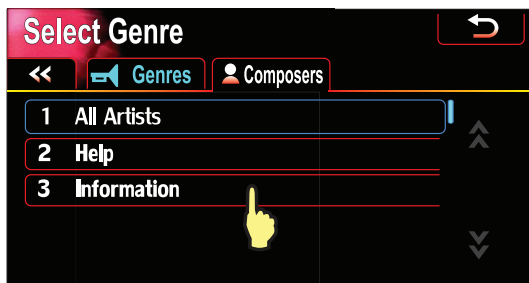 Select Genre
Genres Composers
1 All Artists
2 Help
3 Information